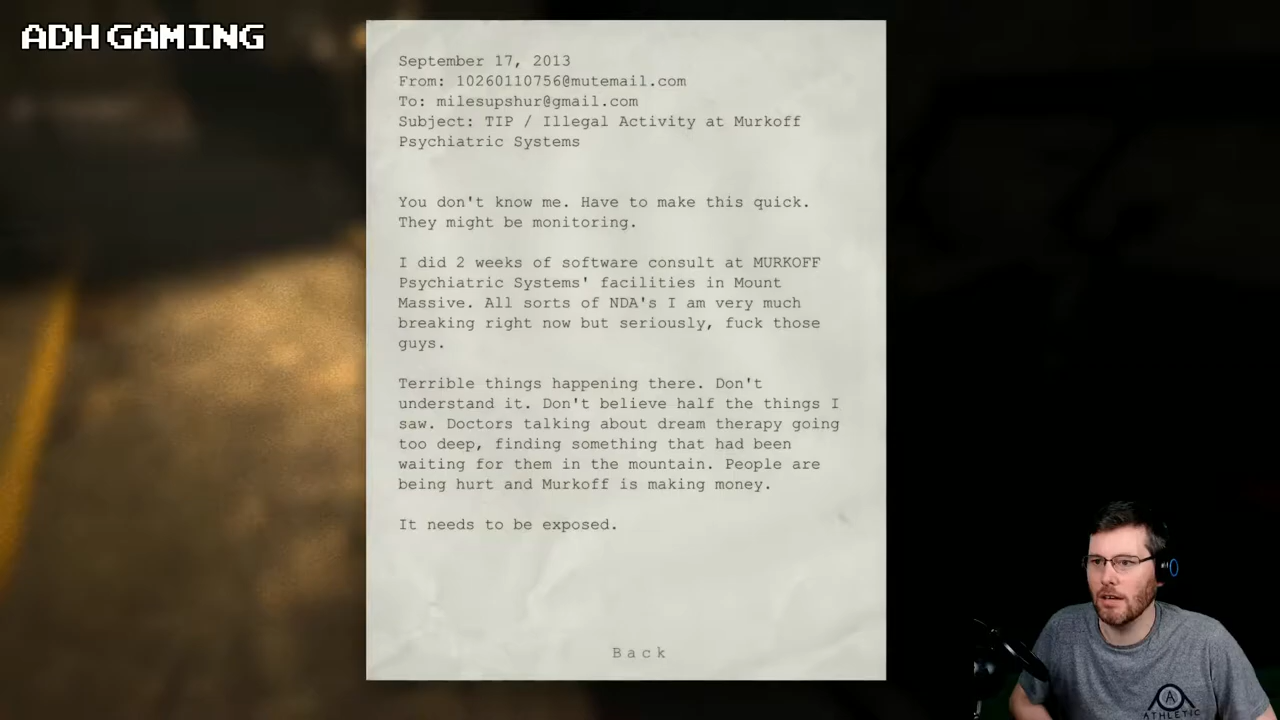 ADH GAMING
September 17, 2013
From: 10260110756@mutemail.com
To: milesupshur@gmail.com
Subject: TIP / Illegal Activity at Murkoff
Psychiatric Systems
You don't know me. Have to make this quick.
They might be monitoring.
I did 2 weeks of software consult at MURKOFF
Psychiatric Systems' facilities in Mount
Massive. All sorts of NDA's I am very much
breaking right now but seriously, fuck those
guys.
Terrible things happening there. Don't
understand it. Don't believe half the things I
saw. Doctors talking about dream therapy going
too deep, finding something that had been
waiting for them in the mountain. People are
being hurt and Murkoff is making money.
It needs to be exposed.
Back
A
ATHLETIC